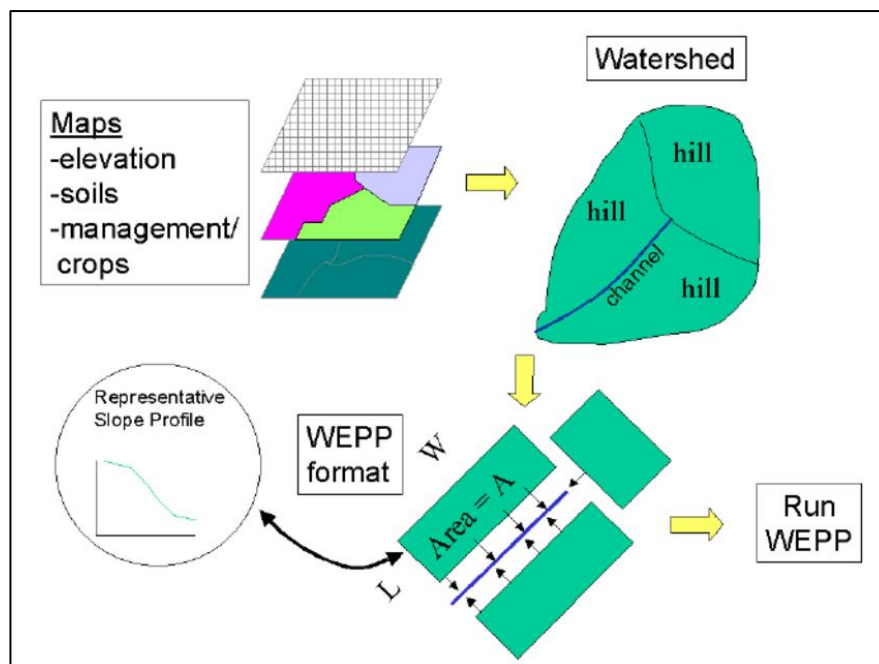 Maps
-elevation
-soils
-management/
crops
Watershed
hill
hill
channel
hill
Representative
Slope Profile
WEPP
format
W
Area = A
L
Run
WEPP